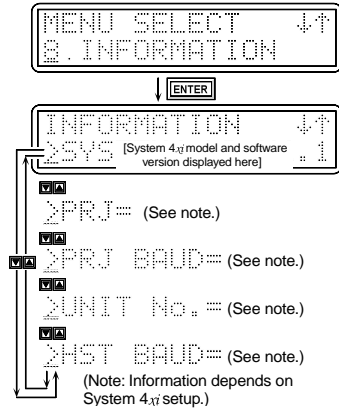 MENU SELECT ↓↑
8.INFORMATION
ENTER
INFORMATION ↓↑
>SYS [System 4xi model and software version displayed here] .1
>PRJ= (See note.)
>PRJ BAUD= (See note.)
>UNIT No.= (See note.)
>HST BAUD= (See note.)
(Note: Information depends on
System 4xi setup.)